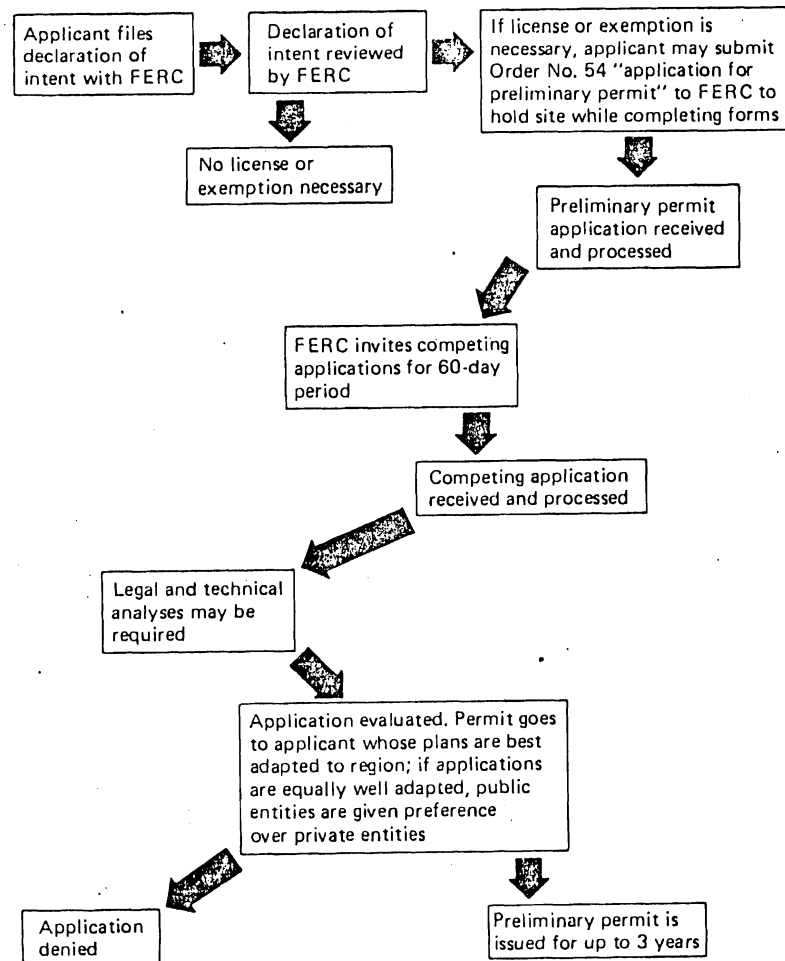 Applicant files
declaration of
intent with FERC
Declaration of
intent reviewed
by FERC
If license or exemption is
necessary, applicant may submit
Order No. 54 "application for
preliminary permit" to FERC to
hold site while completing forms
No license or
exemption necessary
Preliminary permit
application received
and processed
FERC invites competing
applications for 60-day
period
Competing application
received and processed
Legal and technical
analyses may be
required
Application evaluated. Permit goes
to applicant whose plans are best
adapted to region; if applications
are equally well adapted, public
entities are given preference
over private entities
Application
denied
Preliminary permit is
issued for up to 3 years